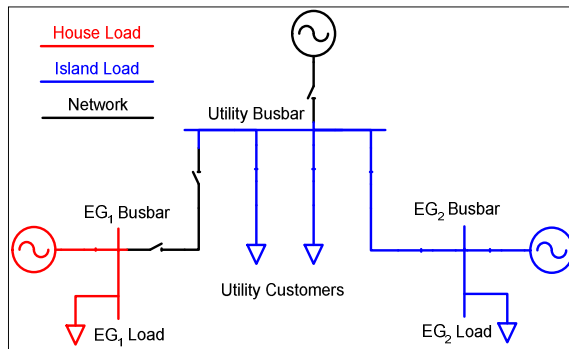 House Load
Island Load
Network
Utility Busbar
EG₁ Busbar
EG₂ Busbar
Utility Customers
EG₁ Load
EG₂ Load